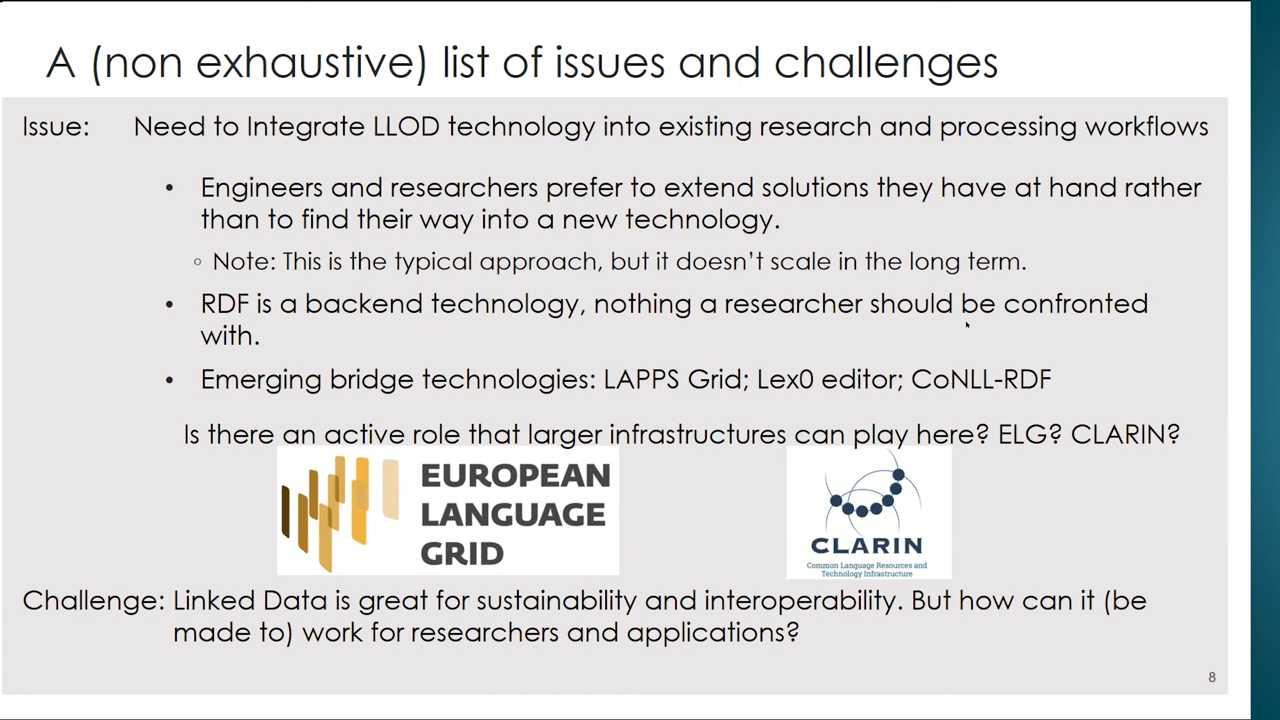 A (non exhaustive) list of issues and challenges
Issue: Need to Integrate LLOD technology into existing research and processing workflows
• Engineers and researchers prefer to extend solutions they have at hand rather
than to find their way into a new technology.
◦ Note: This is the typical approach, but it doesn't scale in the long term.
• RDF is a backend technology, nothing a researcher should be confronted
with.
• Emerging bridge technologies: LAPPS Grid; Lex0 editor; CoNLL-RDF
Is there an active role that larger infrastructures can play here? ELG? CLARIN?
EUROPEAN
LANGUAGE
GRID
CLARIN
Common Language Resources and
Technology Infrastructure
Challenge: Linked Data is great for sustainability and interoperability. But how can it (be
made to) work for researchers and applications?
8